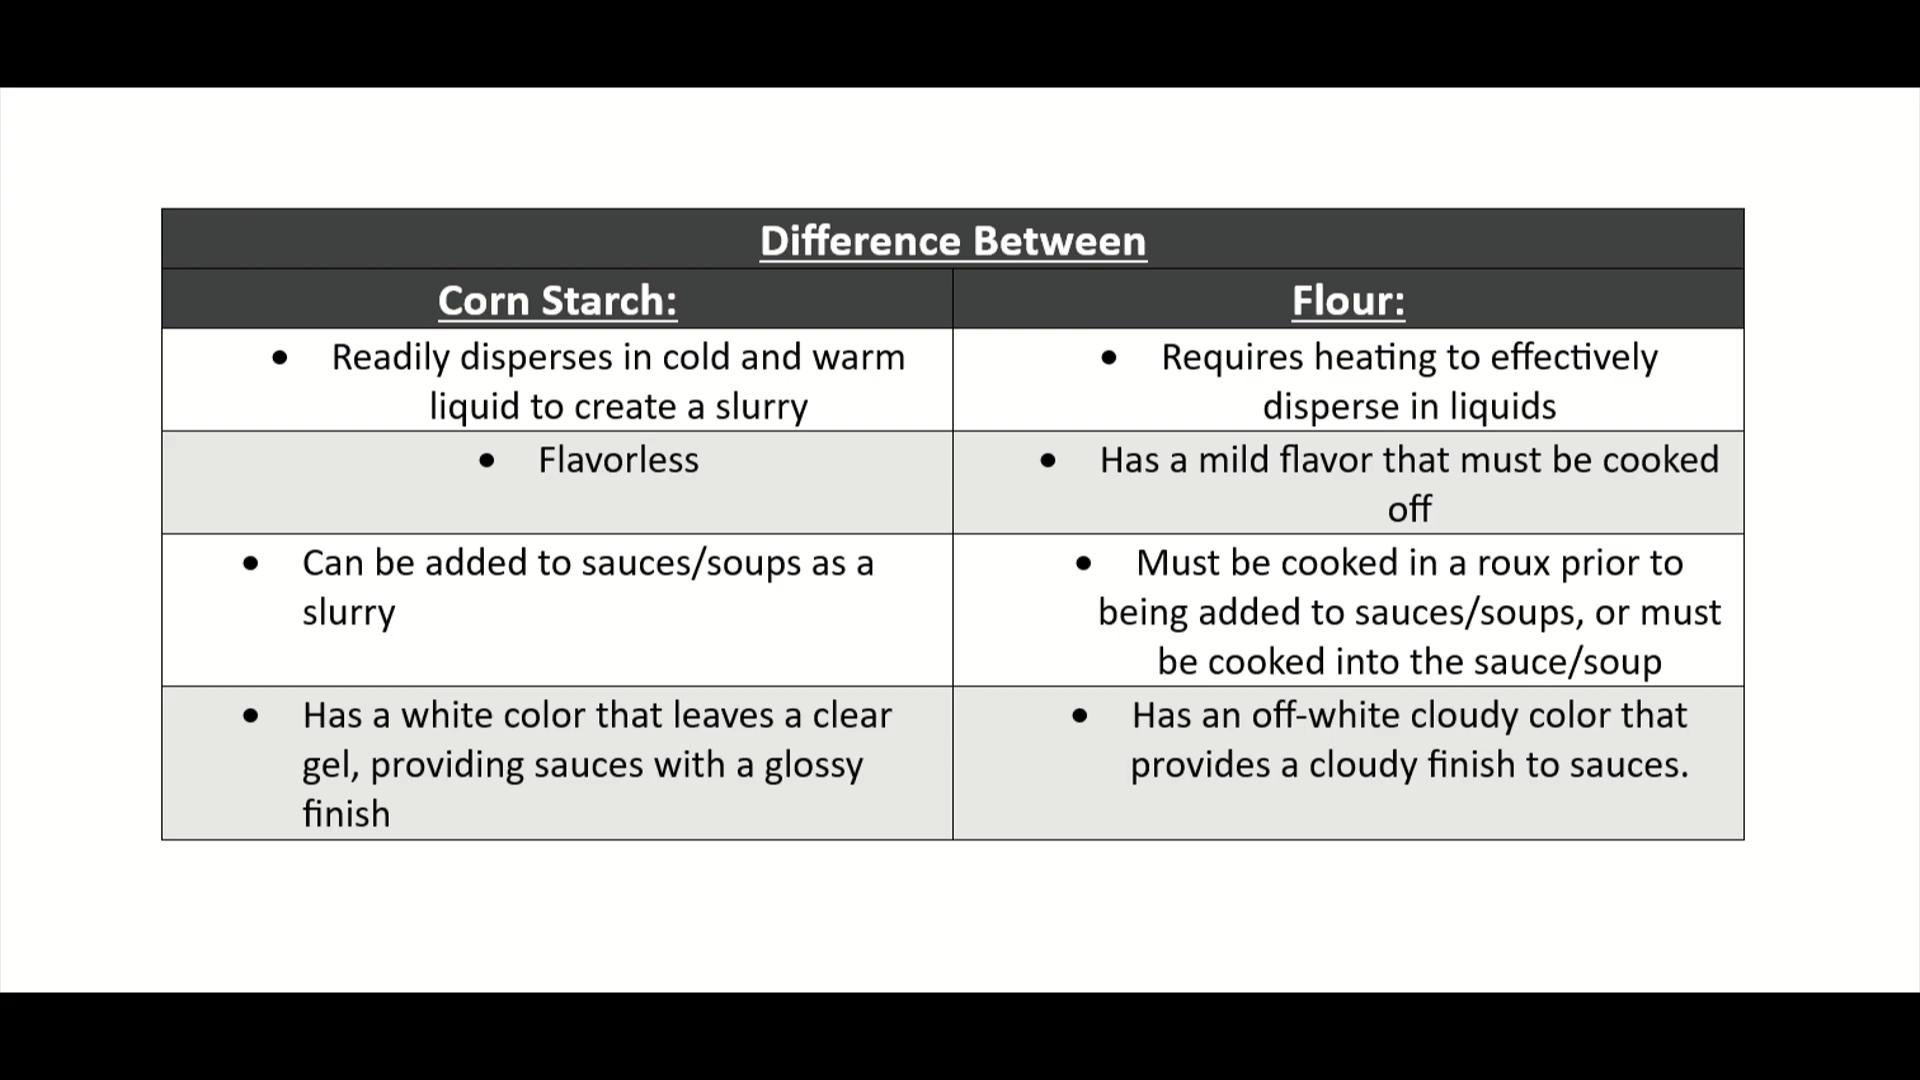 Difference Between
Corn Starch:
Flour:
• Readily disperses in cold and warm
liquid to create a slurry
• Requires heating to effectively
disperse in liquids
• Flavorless
• Has a mild flavor that must be cooked
off
• Can be added to sauces/soups as a
slurry
• Must be cooked in a roux prior to
being added to sauces/soups, or must
be cooked into the sauce/soup
• Has a white color that leaves a clear
gel, providing sauces with a glossy
finish
• Has an off-white cloudy color that
provides a cloudy finish to sauces.